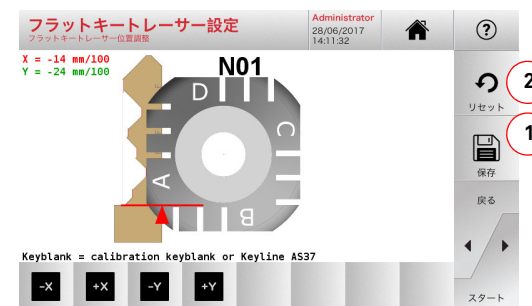 フラットキートレーサー設定
フラットキートレーサー位置調整
Administrator
28/06/2017
14:11:32
?
X = -14 mm/100
Y = -24 mm/100
N01
D
C
A
B
リセット
2
保存
1
戻る
Keyblank = calibration keyblank or Keyline AS37
-X
+X
-Y
+Y
スタート